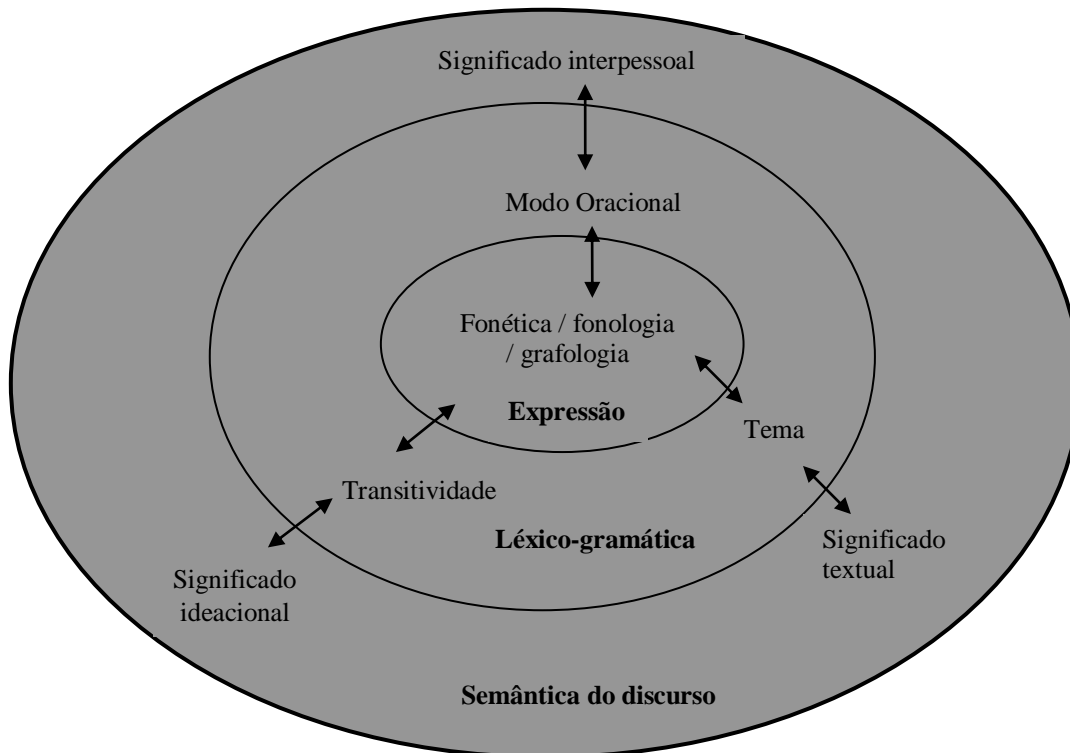 Significado interpessoal
Modo Oracional
Fonética / fonologia
/ grafologia
Expressão
Tema
Transitividade
Léxico-gramática
Significado
textual
Significado
ideacional
Semântica do discurso